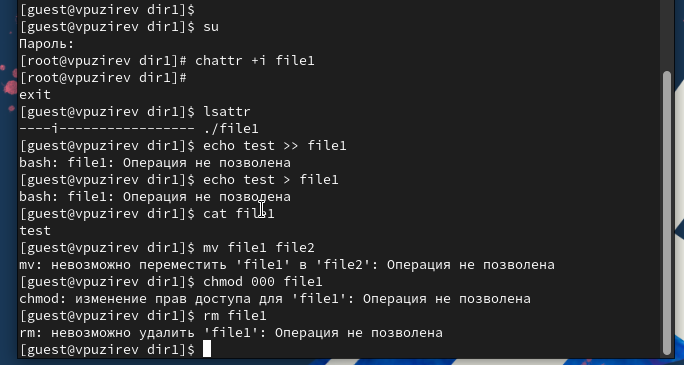 [guest@vpuzirev dir1]$
[guest@vpuzirev dir1]$ su
Пароль:
[root@vpuzirev dir1]# chattr +i file1
[root@vpuzirev dir1]#
exit
[guest@vpuzirev dir1]$ lsattr
----i----------------- ./file1
[guest@vpuzirev dir1]$ echo test >> file1
bash: file1: Операция не позволена
[guest@vpuzirev dir1]$ echo test > file1
bash: file1: Операция не позволена
[guest@vpuzirev dir1]$ cat file1
test
[guest@vpuzirev dir1]$ mv file1 file2
mv: невозможно переместить 'file1' в 'file2': Операция не позволена
[guest@vpuzirev dir1]$ chmod 000 file1
chmod: изменение прав доступа для 'file1': Операция не позволена
[guest@vpuzirev dir1]$ rm file1
rm: невозможно удалить 'file1': Операция не позволена
[guest@vpuzirev dir1]$